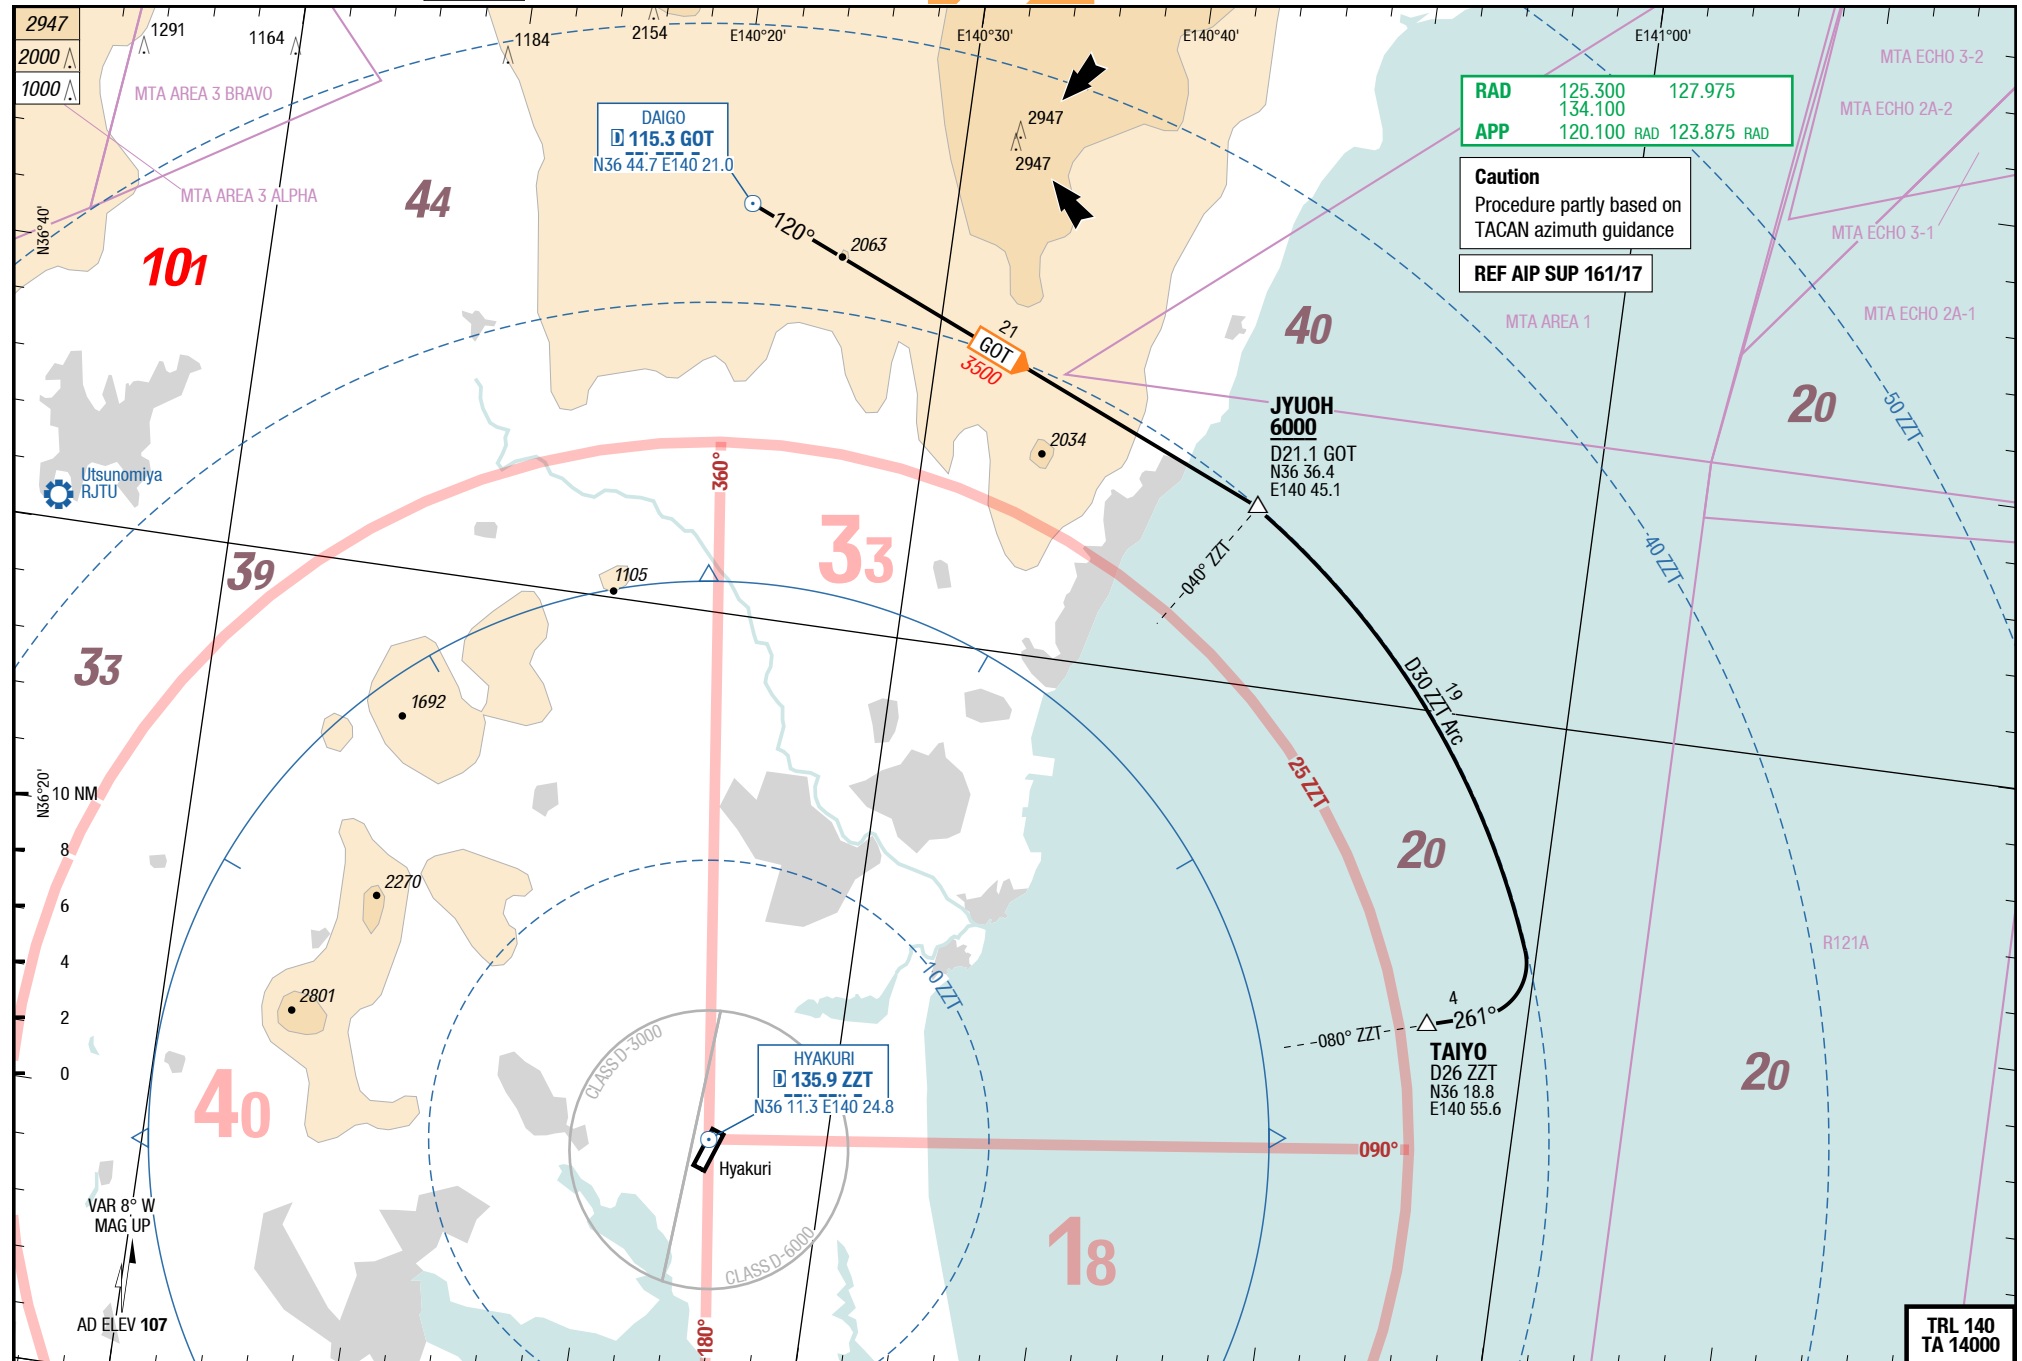 2947
2000
1000
1291
1164
1184
2154
E140°20'
E140°30'
E140°40'
E141°00'
MTA AREA 3 BRAVO
MTA AREA 3 ALPHA
MTA ECHO 3-2
MTA ECHO 2A-2
MTA ECHO 3-1
MTA ECHO 2A-1
MTA AREA 1
RAD 125.300 127.975
134.100
APP 120.100 RAD 123.875 RAD
Caution
Procedure partly based on
TACAN azimuth guidance
REF AIP SUP 161/17
DAIGO
D 115.3 GOT
N36 44.7 E140 21.0
2947
2947
44
N36°40'
101
120°
2063
21
GOT
3500
40
20
50 ZZT
JYUOH
6000
D21.1 GOT
N36 36.4
E140 45.1
2034
Utsunomiya
RJTU
360°
33
40 ZZT
39
1105
040° ZZT
33
1692
19
D30 ZZT Arc
25 ZZT
N36°20'
10 NM
8
6
4
2
0
20
2270
R121A
2801
10 ZZT
4
261°
080° ZZT
TAIYO
D26 ZZT
N36 18.8
E140 55.6
20
CLASS D-3000
HYAKURI
D 135.9 ZZT
N36 11.3 E140 24.8
40
Hyakuri
090°
VAR 8° W
MAG UP
CLASS D-6000
18
AD ELEV 107
180°
TRL 140
TA 14000